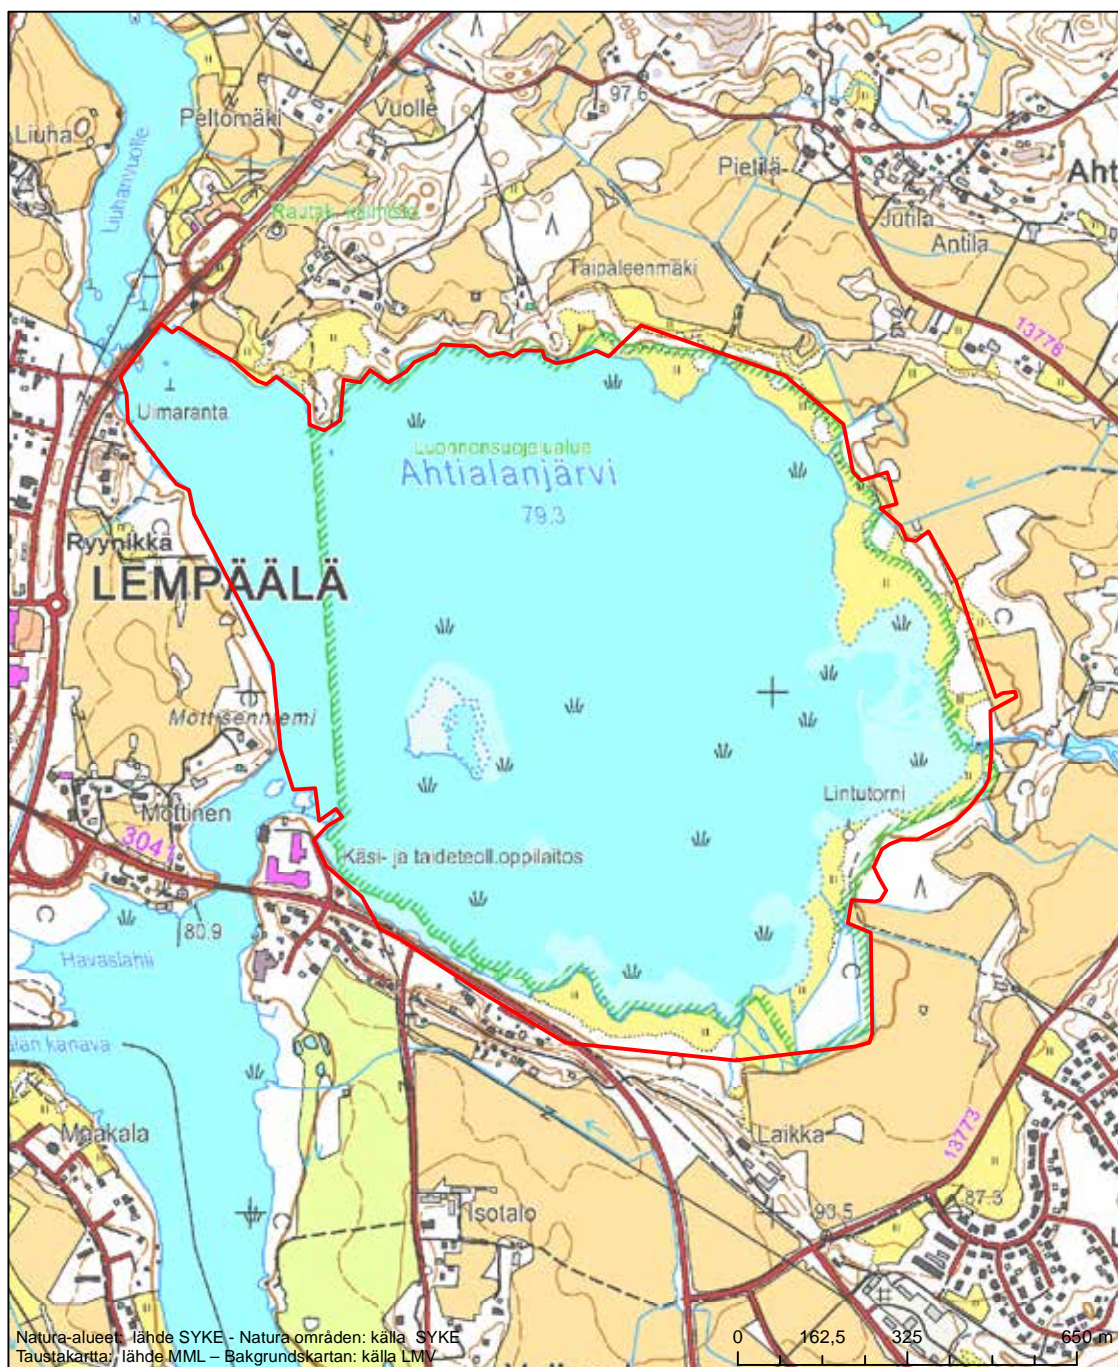 Liuha
Peltomäki
Vuolle
97.6
Liuhanvuolle
Pietilä
Aht
Jutila
Antila
Taipaleenmäki
13776
Uimaranta
Luonnonsuojelualue
Ahtialanjärvi
79.3
Ryynikkä
LEMPÄÄLÄ
Mottisenniemi
Mottinen
3041
Lintutorni
Käsi- ja taideteoll.oppilaitos
80.9
Havaslahti
alan kanava
Maakala
Laikka
13773
Isotalo
93.5
87.3
Natura-alueet: lähde SYKE - Natura områden: källa SYKE
Taustakartta: lähde MML – Bakgrundskartan: källa LMV
0 162,5 325 650 m